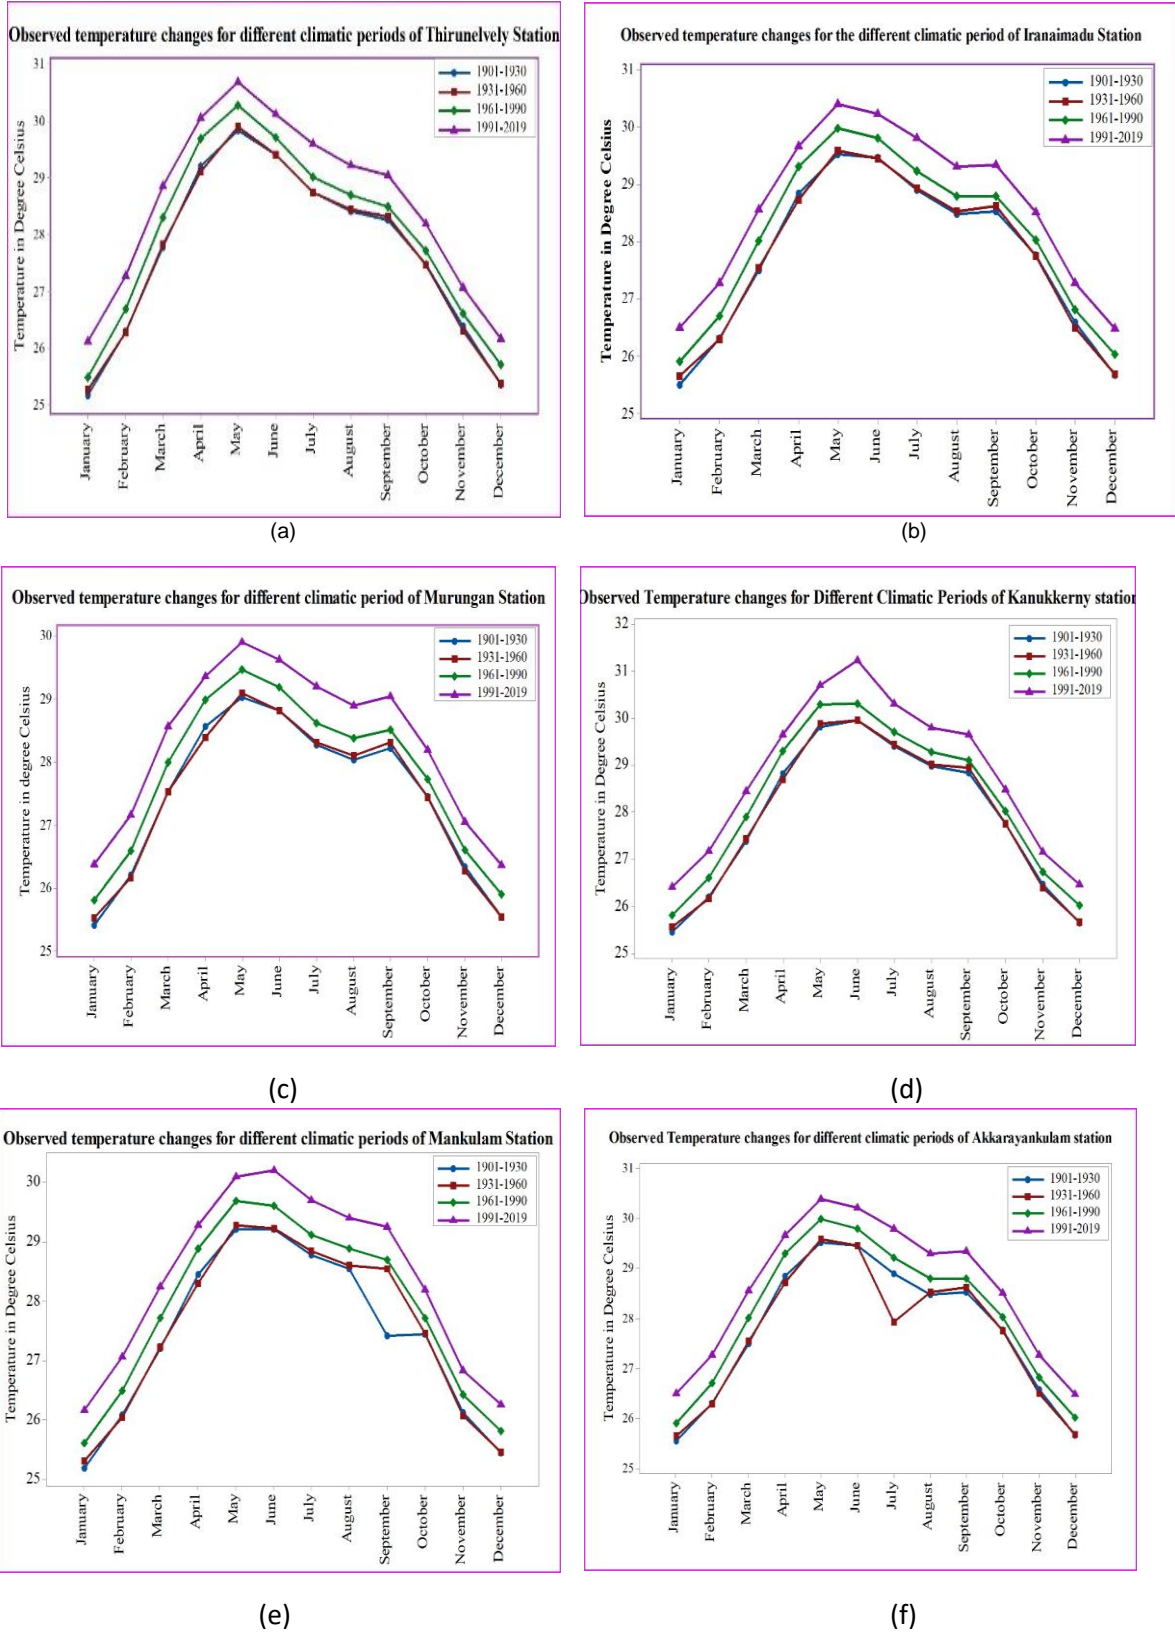 Observed temperature changes for different climatic periods of Thirunelvely Station
31
30
29
28
27
26
25
Temperature in Degree Celsius
1901-1930
1931-1960
1961-1990
1991-2019
January
February
March
April
May
June
July
August
September
October
November
December
(a)
Observed temperature changes for the different climatic period of Iranaimadu Station
31
30
29
28
27
26
25
Temperature in Degree Celsius
1901-1930
1931-1960
1961-1990
1991-2019
January
February
March
April
May
June
July
August
September
October
November
December
(b)
Observed temperature changes for different climatic period of Murungan Station
30
29
28
27
26
25
Temperature in degree Celsius
1901-1930
1931-1960
1961-1990
1991-2019
January
February
March
April
May
June
July
August
September
October
November
December
(c)
Observed Temperature changes for Different Climatic Periods of Kanukkerny station
32
31
30
29
28
27
26
25
Temperature in Degree Celsius
1901-1930
1931-1960
1961-1990
1991-2019
January
February
March
April
May
June
July
August
September
October
November
December
(d)
Observed temperature changes for different climatic periods of Mankulam Station
30
29
28
27
26
25
Temperature in Degree Celsius
1901-1930
1931-1960
1961-1990
1991-2019
January
February
March
April
May
June
July
August
September
October
November
December
(e)
Observed Temperature changes for different climatic periods of Akkarayankulam station
31
30
29
28
27
26
25
Temperature in Degree Celsius
1901-1930
1931-1960
1961-1990
1991-2019
January
February
March
April
May
June
July
August
September
October
November
December
(f)